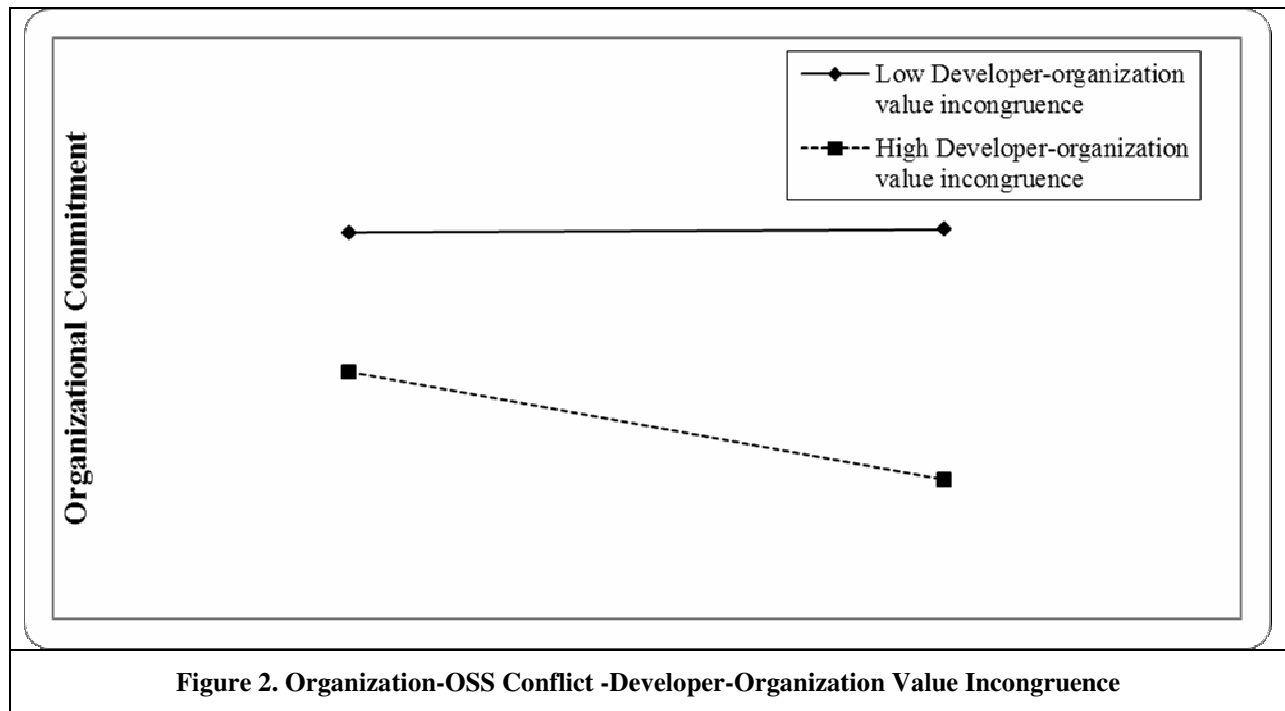 Low Developer-organization
value incongruence
High Developer-organization
value incongruence
Organizational Commitment
Figure 2. Organization-OSS Conflict -Developer-Organization Value Incongruence